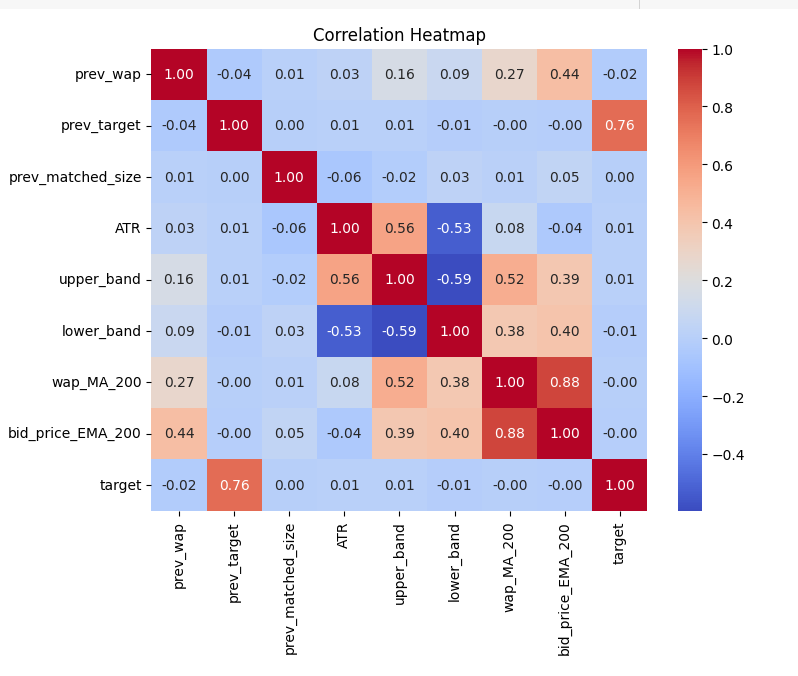 Correlation Heatmap
prev_wap 1.00 -0.04 0.01 0.03 0.16 0.09 0.27 0.44 -0.02
prev_target -0.04 1.00 0.00 0.01 0.01 -0.01 -0.00 -0.00 0.76
prev_matched_size 0.01 0.00 1.00 -0.06 -0.02 0.03 0.01 0.05 0.00
ATR 0.03 0.01 -0.06 1.00 0.56 -0.53 0.08 -0.04 0.01
upper_band 0.16 0.01 -0.02 0.56 1.00 -0.59 0.52 0.39 0.01
lower_band 0.09 -0.01 0.03 -0.53 -0.59 1.00 0.38 0.40 -0.01
wap_MA_200 0.27 -0.00 0.01 0.08 0.52 0.38 1.00 0.88 -0.00
bid_price_EMA_200 0.44 -0.00 0.05 -0.04 0.39 0.40 0.88 1.00 -0.00
target -0.02 0.76 0.00 0.01 0.01 -0.01 -0.00 -0.00 1.00
prev_wap
prev_target
prev_matched_size
ATR
upper_band
lower_band
wap_MA_200
bid_price_EMA_200
target
1.0
0.8
0.6
0.4
0.2
0.0
−0.2
−0.4